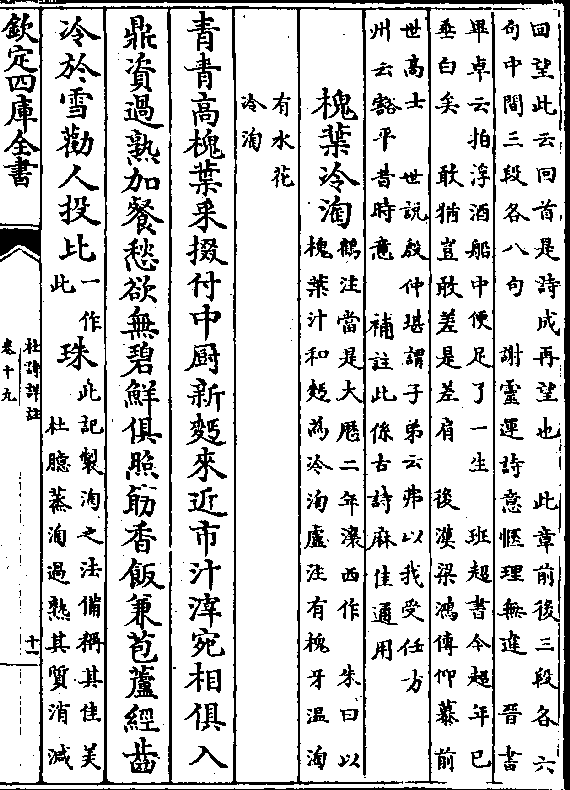 回望此云回首是詩成再望也　此章前後三段各六
句中間三段各八句　謝靈運詩意愜理無違　晉書
畢卓云拍浮酒船中便足了一生　班超書今超年已
垂白矣　敢猶豈敢差是差肩　後漢梁鴻傳仰慕前
世高士　世說殷仲堪謂子弟云弗以我受任方
州云豁平昔時意　補註此係古詩麻佳通用
槐葉冷淘
鶴注當是大厯二年瀼西作　朱曰以
槐葉汁和麪為冷淘盧注有槐牙温淘
有水花
冷淘
青青高槐葉采掇付中厨新麪來近市汁滓宛相俱入
鼎資過熟加餐愁欲無碧鮮俱照筯香飯兼苞蘆經齒
冷於雪勸人投比
一作
此
珠
此記製淘之法備稱其佳美
杜臆蒸淘過熟其質消減
欽定四庫全書
杜詩詳註
卷十九
十一